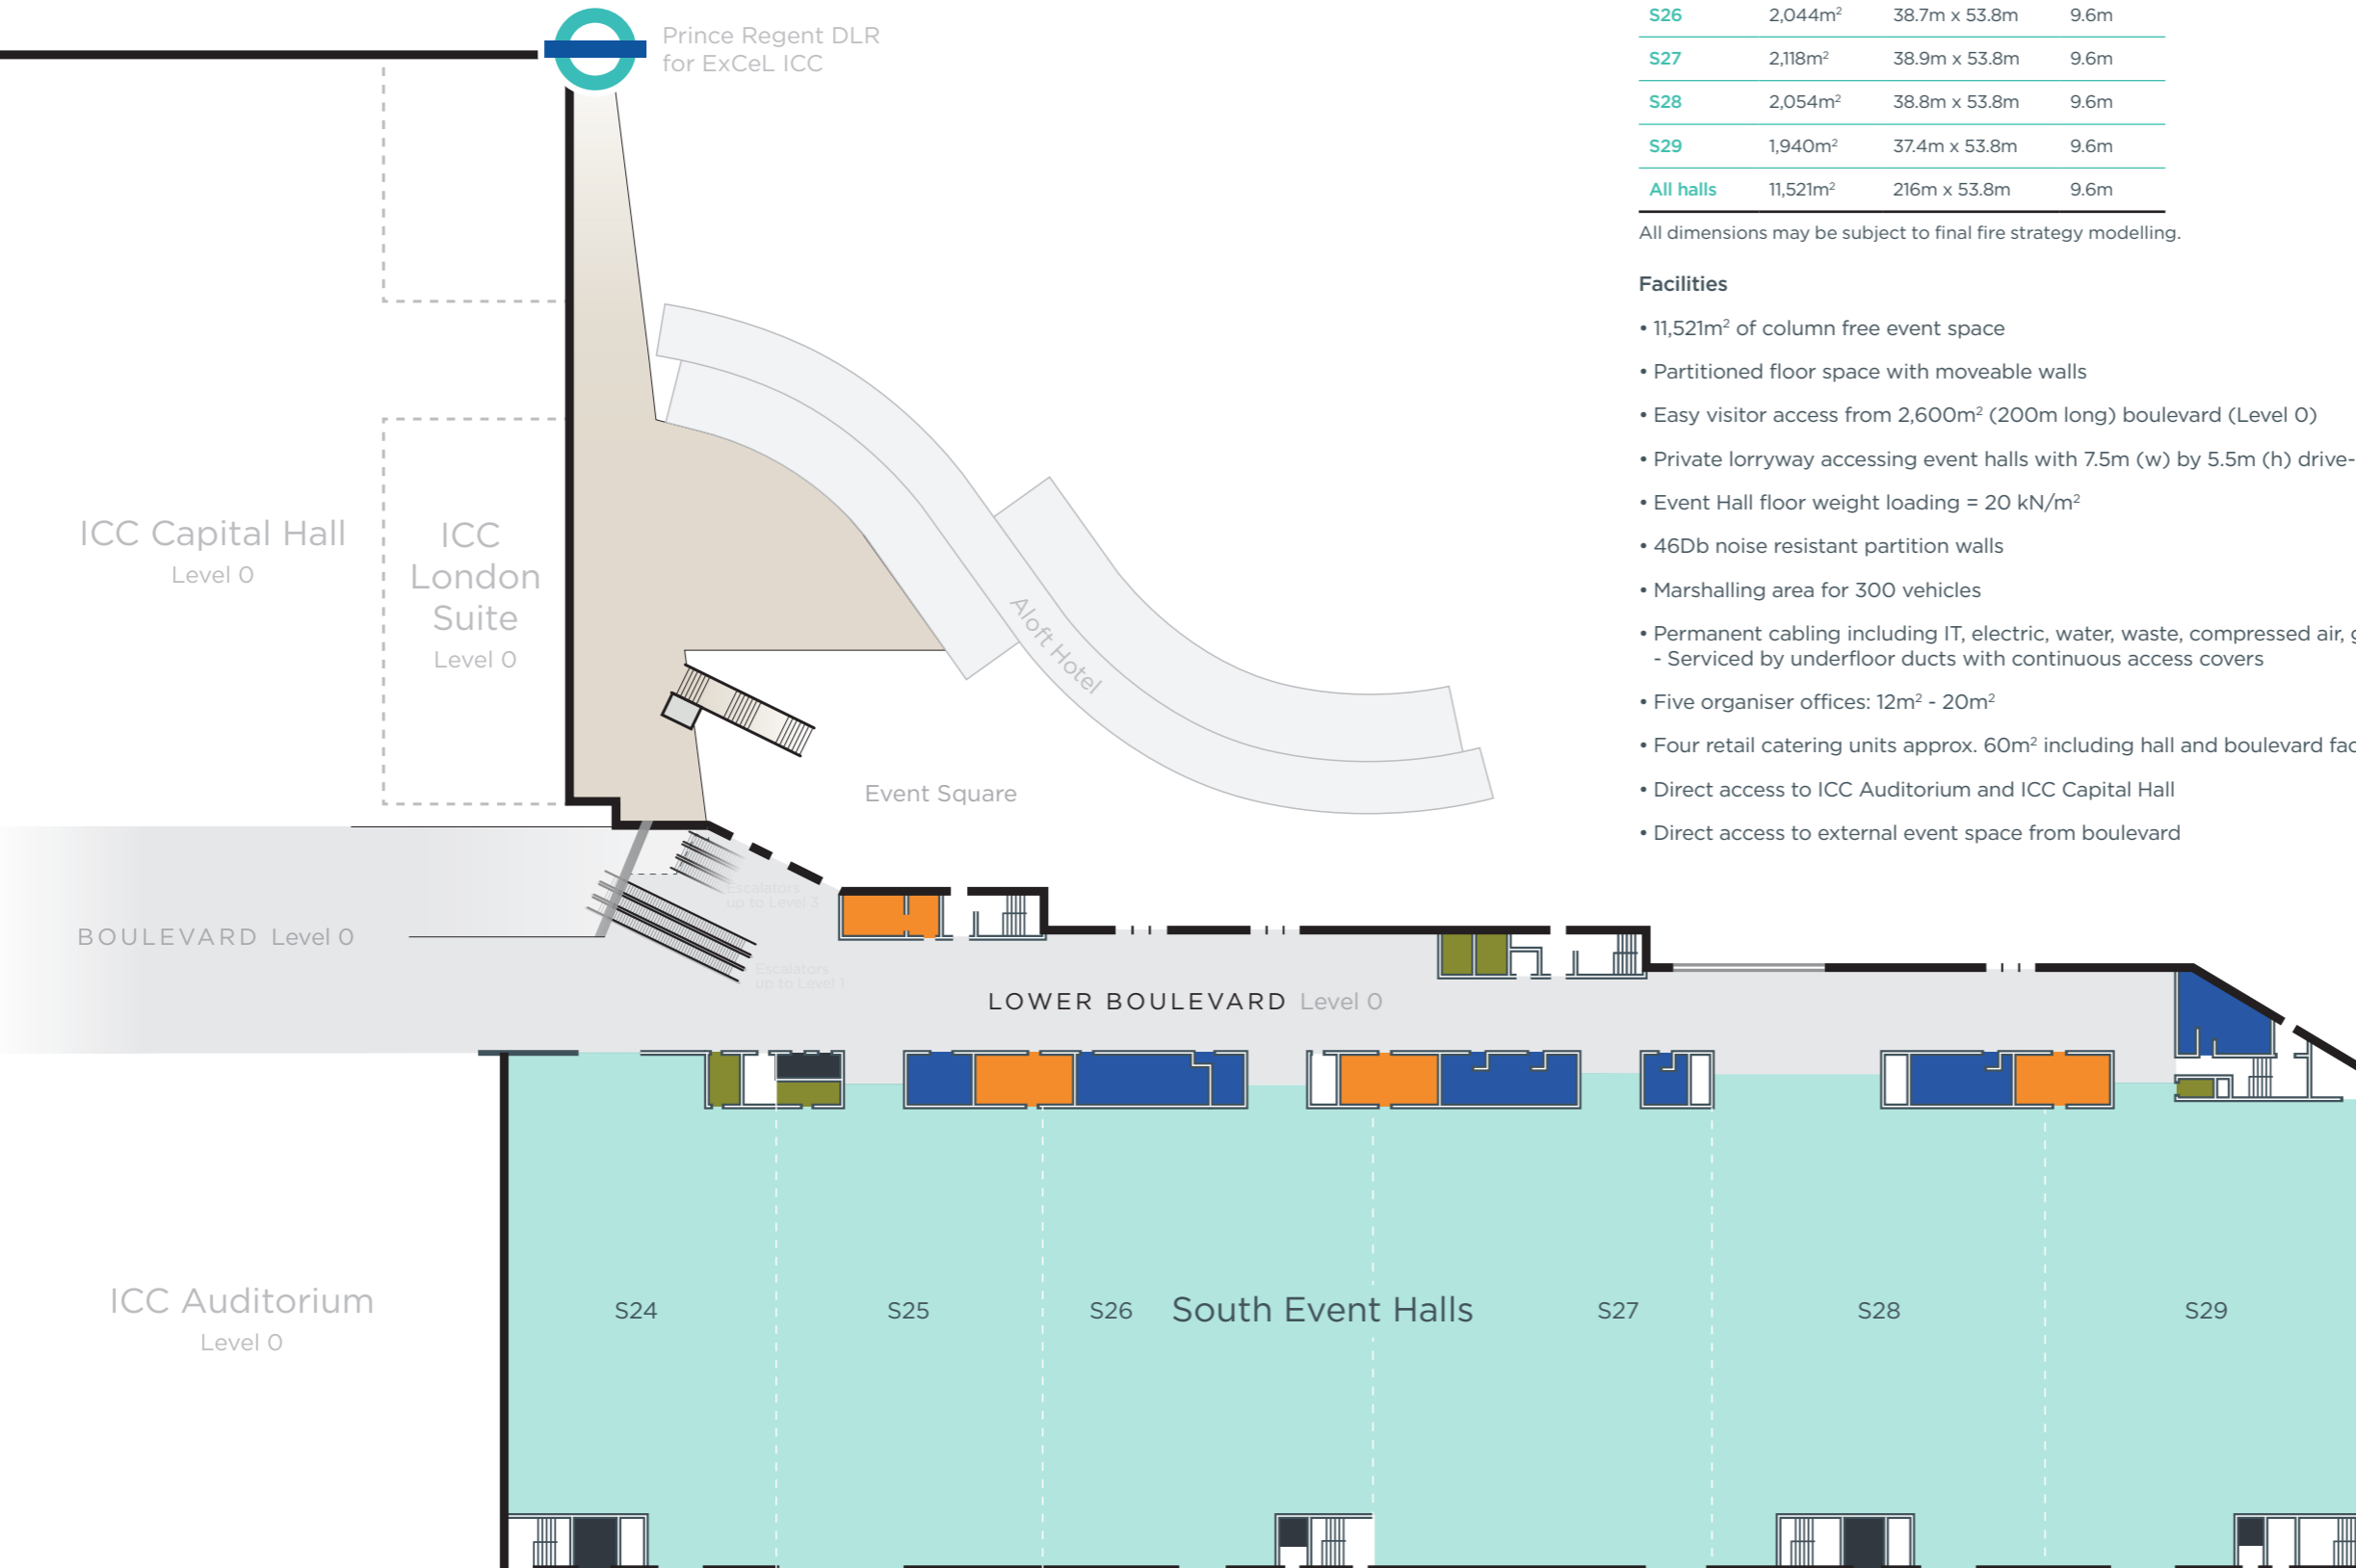 Prince Regent DLR
for ExCeL ICC
S26 2,044m² 38.7m x 53.8m 9.6m
S27 2,118m² 38.9m x 53.8m 9.6m
S28 2,054m² 38.8m x 53.8m 9.6m
S29 1,940m² 37.4m x 53.8m 9.6m
All halls 11,521m² 216m x 53.8m 9.6m
All dimensions may be subject to final fire strategy modelling.
Facilities
• 11,521m² of column free event space
• Partitioned floor space with moveable walls
• Easy visitor access from 2,600m² (200m long) boulevard (Level 0)
• Private lorryway accessing event halls with 7.5m (w) by 5.5m (h) drive-
• Event Hall floor weight loading = 20 kN/m²
• 46Db noise resistant partition walls
• Marshalling area for 300 vehicles
• Permanent cabling including IT, electric, water, waste, compressed air,
- Serviced by underfloor ducts with continuous access covers
• Five organiser offices: 12m² - 20m²
• Four retail catering units approx. 60m² including hall and boulevard
• Direct access to ICC Auditorium and ICC Capital Hall
• Direct access to external event space from boulevard
ICC Capital Hall
Level 0
ICC
London
Suite
Level 0
Aloft Hotel
Event Square
Escalators
up to Level 3
BOULEVARD Level 0
Escalators
up to Level 1
LOWER BOULEVARD Level 0
ICC Auditorium
Level 0
S24
S25
S26
South Event Halls
S27
S28
S29